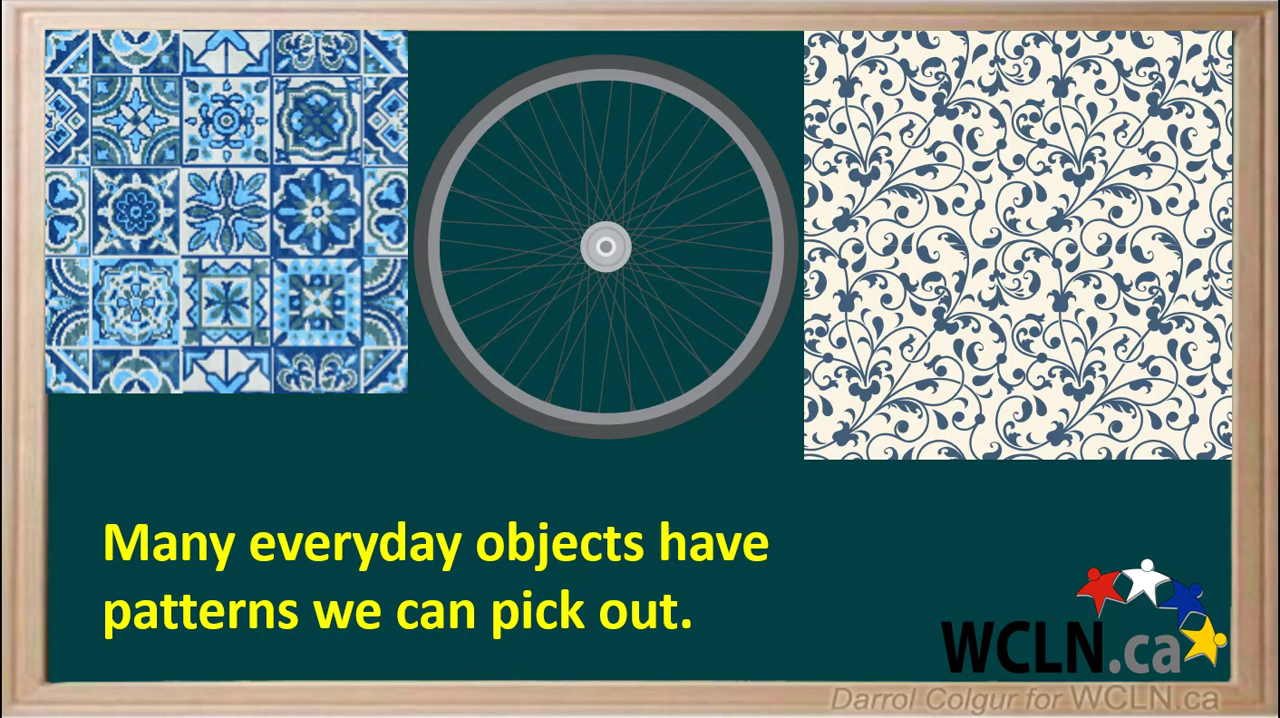 Many everyday objects have
patterns we can pick out.
WCLN.ca
Darrol Colgur for WCLN.ca